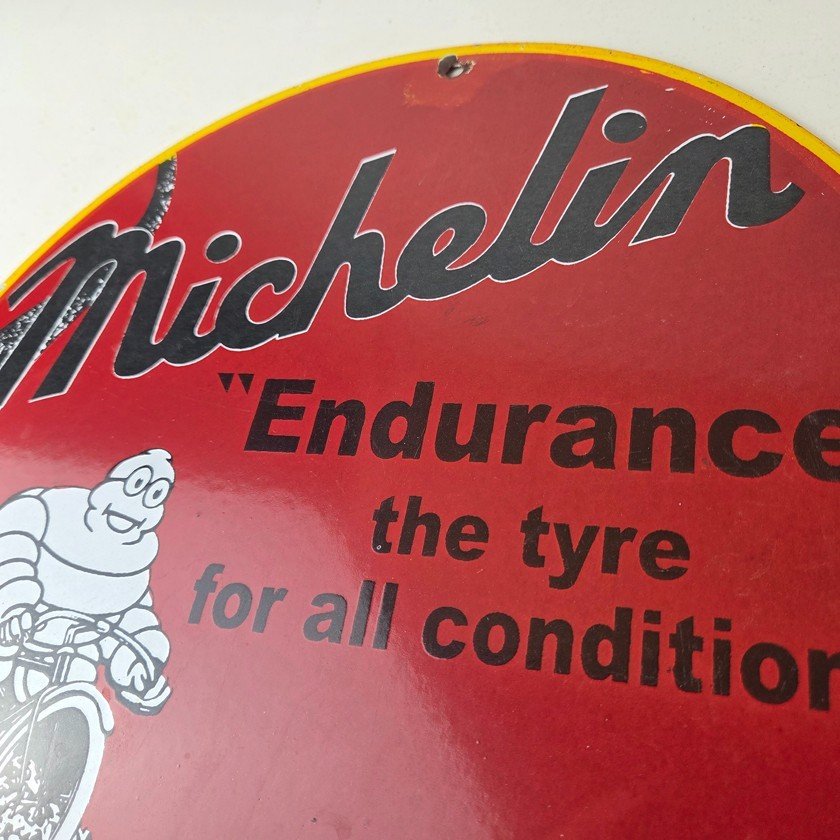 Michelin
"Endurance
the tyre
for all condition